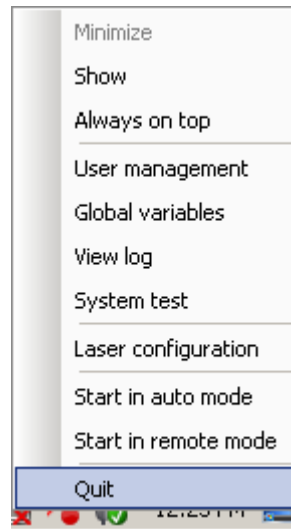 Minimize
Show
Always on top
User management
Global variables
View log
System test
Laser configuration
Start in auto mode
Start in remote mode
Quit